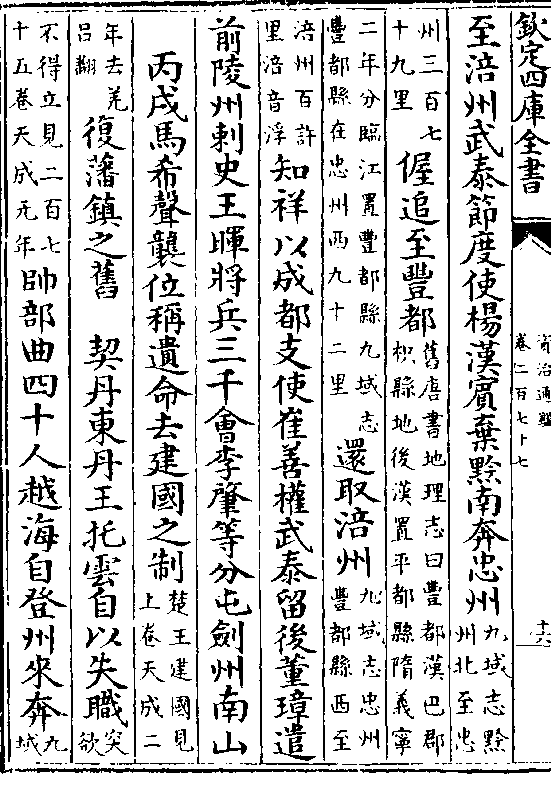 欽定四庫全書
資治通鑑
卷二百七十七
十六
至涪州武泰節度使楊漢賓棄黔南奔忠州九域志黔州北至忠
州三百七十九里偓追至豐都舊唐書地理志曰豐都漢巴郡枳縣地後漢置平都縣隋義寧
二年分臨江置豐都縣九域志豐都縣在忠州西九十二里還取涪州九域志忠州豐都縣西至
涪州百許里涪音浮知祥以成都支使崔善權武泰留後董璋遣
前陵州刺史王暉將兵三千會李肇等分屯劍州南山
丙戌馬希聲襲位稱遺命去建國之制楚王建國見上卷天成二
年去羌呂翻復藩鎮之舊 契丹東丹王托雲自以失職突欲
不得立見二百七十五卷天成元年帥部曲四十人越海自登州來奔九域